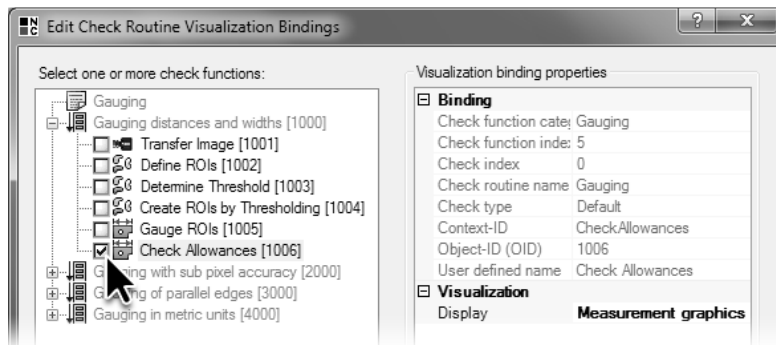 Edit Check Routine Visualization Bindings
Select one or more check functions:
Gauging
Gauging distances and widths [1000]
Transfer Image [1001]
Define ROIs [1002]
Determine Threshold [1003]
Create ROIs by Thresholding [1004]
Gauge ROIs [1005]
Check Allowances [1006]
Gauging with sub pixel accuracy [2000]
Gauging of parallel edges [3000]
Gauging in metric units [4000]
Visualization binding properties
Binding
Check function cate Gauging
Check function inde: 5
Check index 0
Check routine name Gauging
Check type Default
Context-ID CheckAllowances
Object-ID (OID) 1006
User defined name Check Allowances
Visualization
Display Measurement graphics